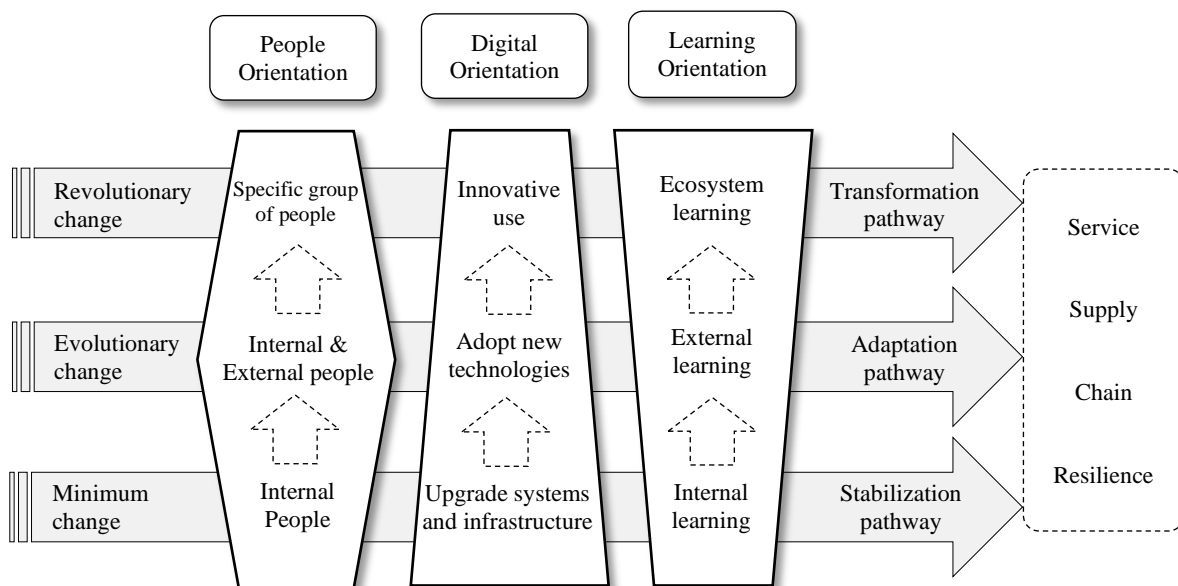 People
Orientation
Digital
Orientation
Learning
Orientation
Revolutionary
change
Specific group
of people
Innovative
use
Ecosystem
learning
Transformation
pathway
Evolutionary
change
Internal &
External people
Adopt new
technologies
External
learning
Adaptation
pathway
Minimum
change
Internal
People
Upgrade systems
and infrastructure
Internal
learning
Stabilization
pathway
Service
Supply
Chain
Resilience